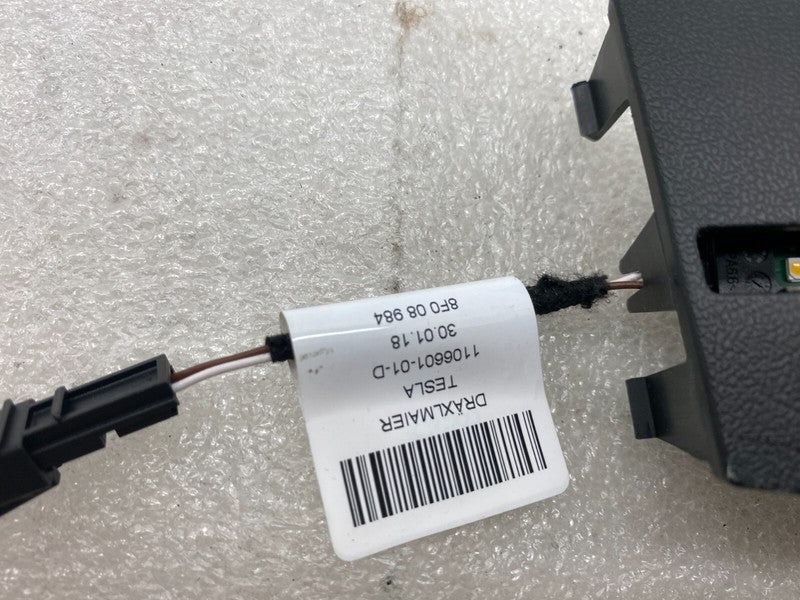 DRÄXLMAIER
TESLA
1106601-01-D
30.01.18
8F0 08 984